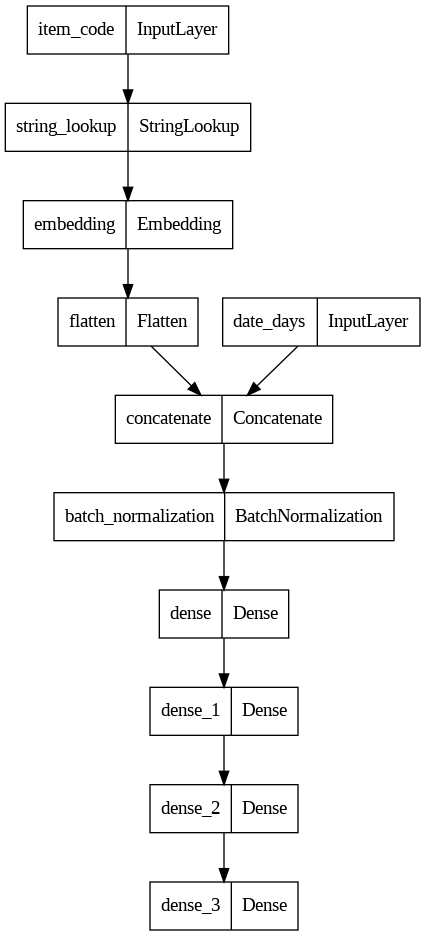 item_code InputLayer
string_lookup StringLookup
embedding Embedding
flatten Flatten
date_days InputLayer
concatenate Concatenate
batch_normalization BatchNormalization
dense Dense
dense_1 Dense
dense_2 Dense
dense_3 Dense